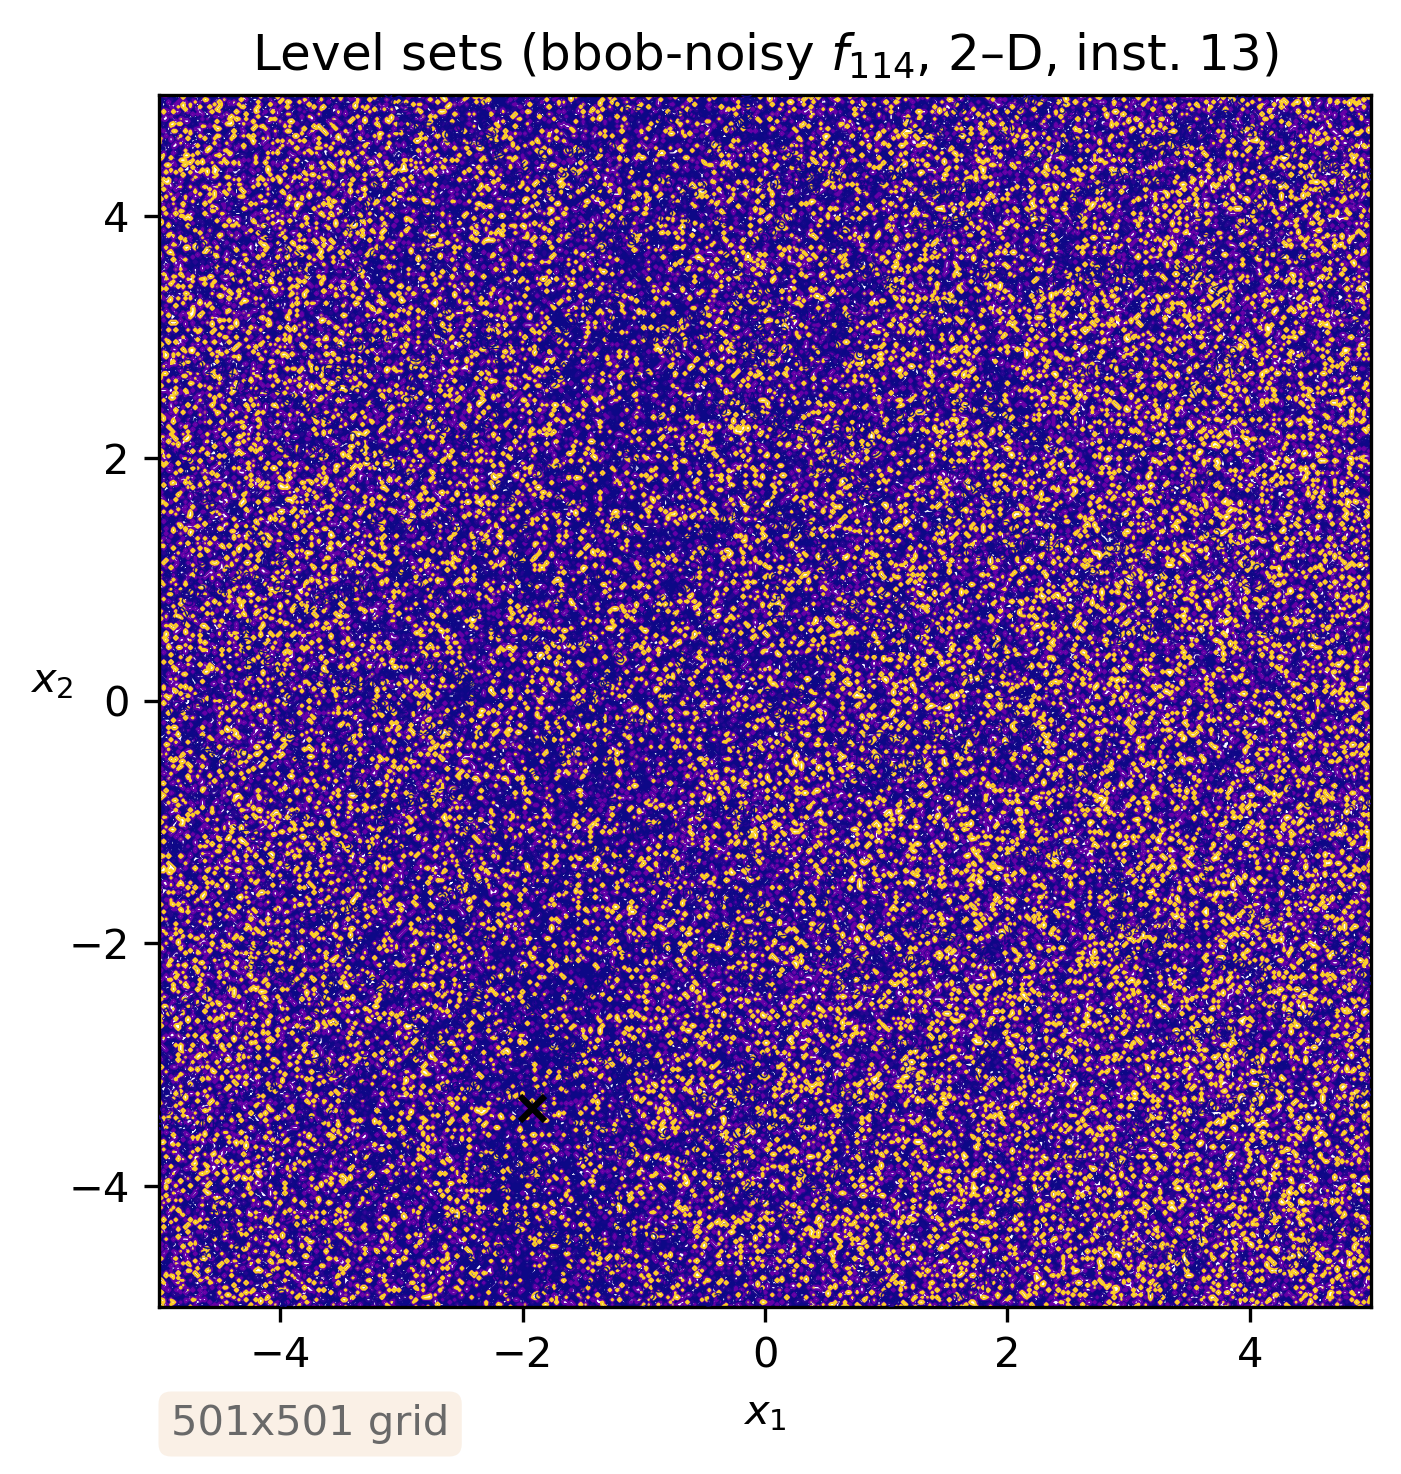 Level sets (bbob-noisy f114, 2–D, inst. 13)
4
2
x2
0
−2
−4
−4 −2 0 2 4
x1
501x501 grid